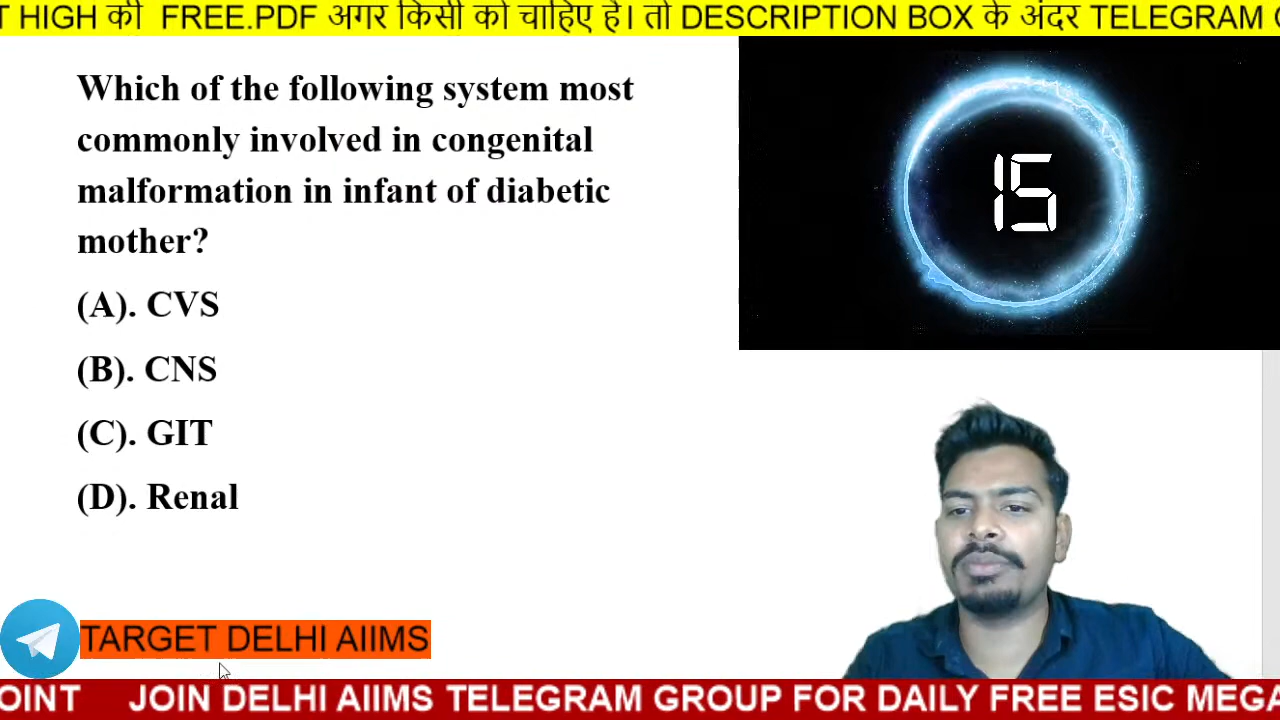 T HIGH की FREE.PDF अगर किसी को चाहिए है। तो DESCRIPTION BOX के अंदर TELEGRAM
Which of the following system most
commonly involved in congenital
malformation in infant of diabetic
mother?
(A). CVS
(B). CNS
(C). GIT
(D). Renal
15
TARGET DELHI AIIMS
OINT JOIN DELHI AIIMS TELEGRAM GROUP FOR DAILY FREE ESIC MEGA